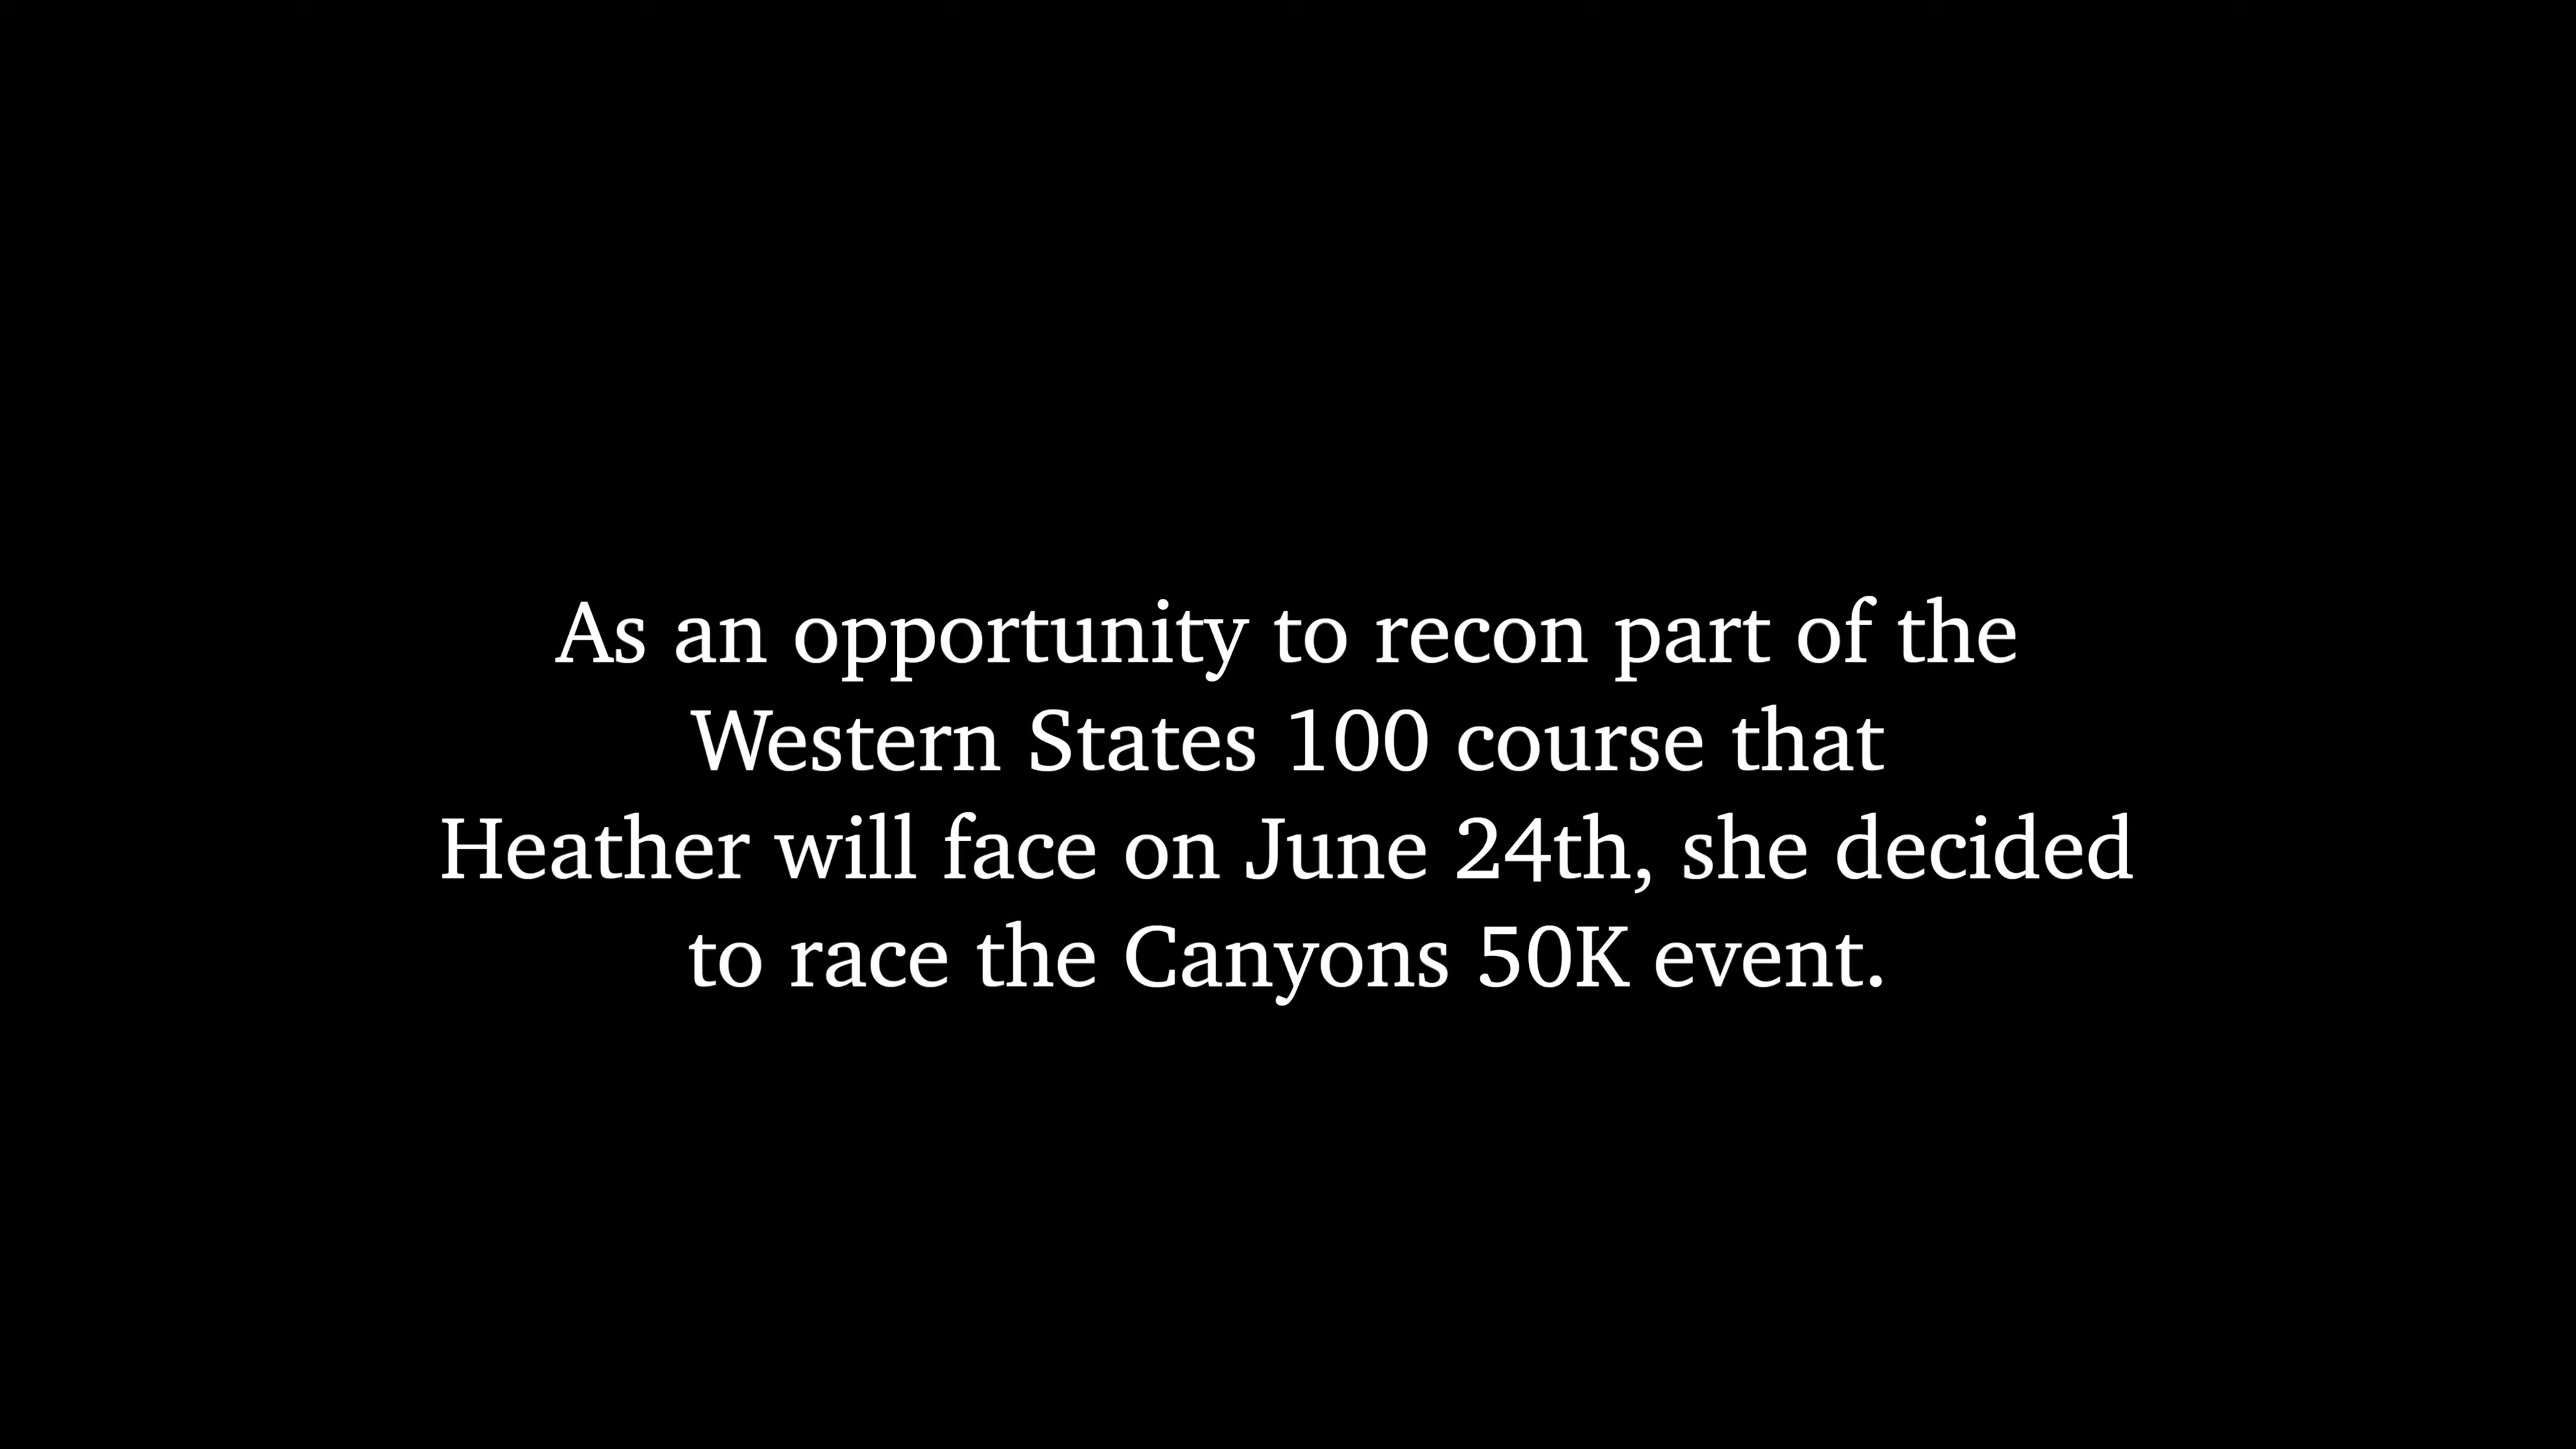 As an opportunity to recon part of the
Western States 100 course that
Heather will face on June 24th, she decided
to race the Canyons 50K event.